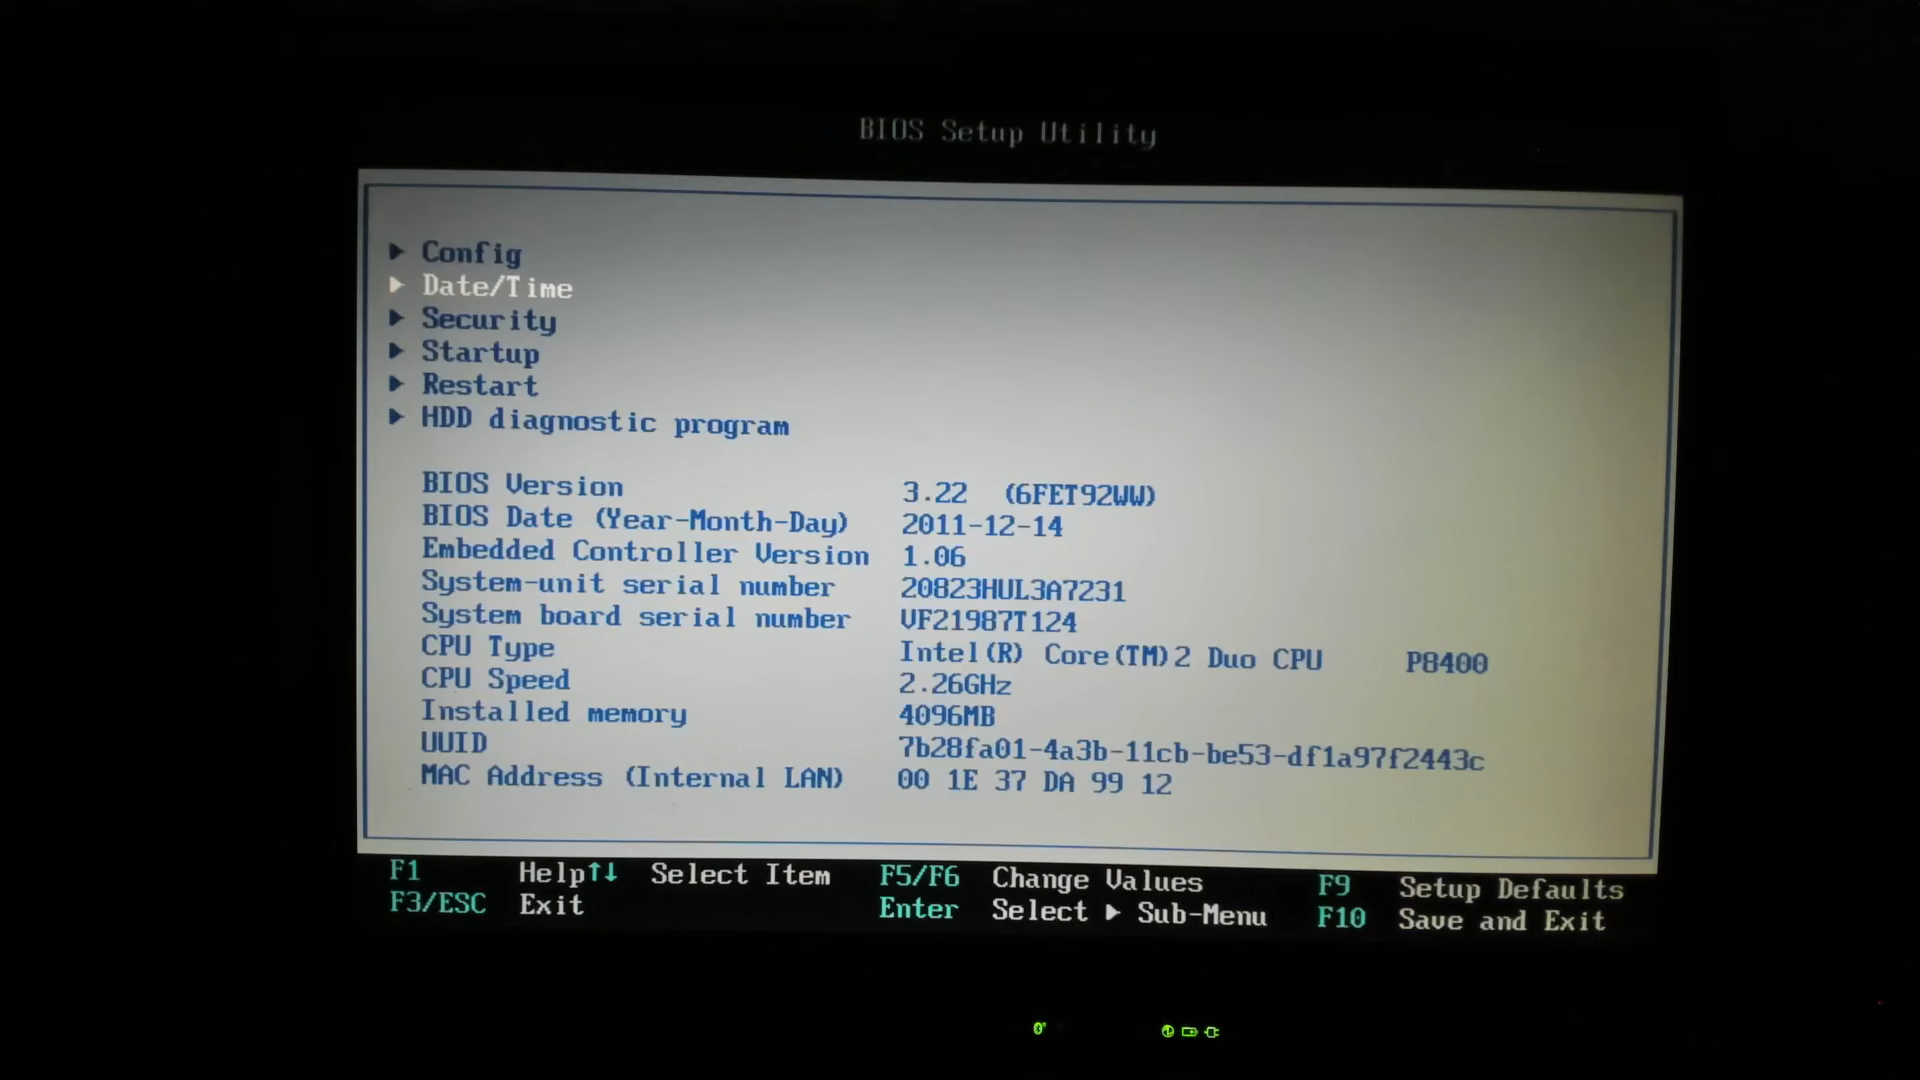 BIOS Setup Utility
Config
Date/Time
Security
Startup
Restart
HDD diagnostic program
BIOS Version 3.22 (6FET92WW)
BIOS Date (Year-Month-Day) 2011-12-14
Embedded Controller Version 1.06
System-unit serial number 20823HUL3A7231
System board serial number VF21987T124
CPU Type Intel(R) Core(TM)2 Duo CPU P8400
CPU Speed 2.26GHz
Installed memory 4096MB
UUID 7b28fa01-4a3b-11cb-be53-df1a97f2443c
MAC Address (Internal LAN) 00 1E 37 DA 99 12
F1 Help ↑↓ Select Item F5/F6 Change Values F9 Setup Defaults
F3/ESC Exit Enter Select ▶ Sub-Menu F10 Save and Exit